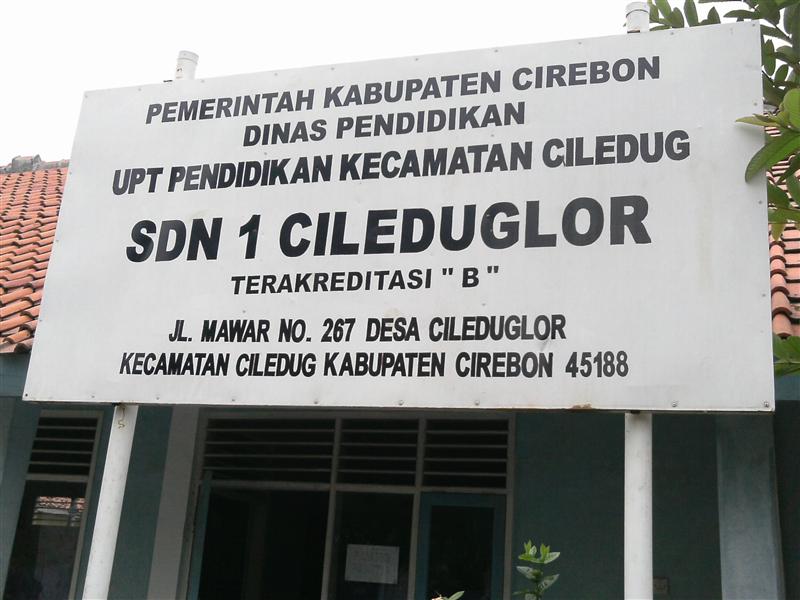 PEMERINTAH KABUPATEN CIREBON
DINAS PENDIDIKAN
UPT PENDIDIKAN KECAMATAN CILEDUG
SDN 1 CILEDUGLOR
TERAKREDITASI " B "
JL. MAWAR NO. 267 DESA CILEDUGLOR
KECAMATAN CILEDUG KABUPATEN CIREBON 45188